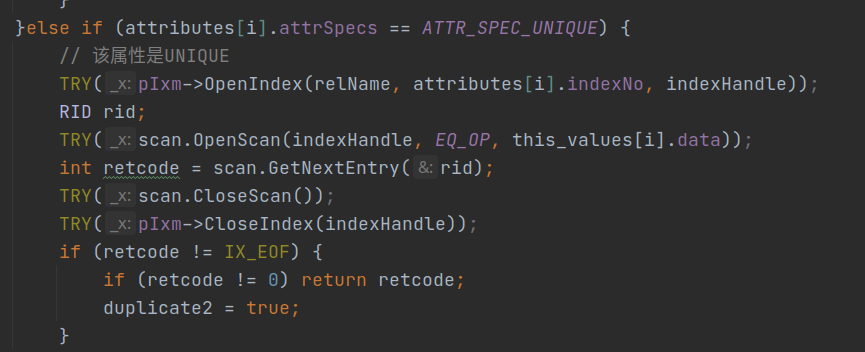 }else if (attributes[i].attrSpecs == ATTR_SPEC_UNIQUE) {
// 该属性是UNIQUE
TRY( _x: pIxm->OpenIndex(relName, attributes[i].indexNo, indexHandle));
RID rid;
TRY( _x: scan.OpenScan(indexHandle, EQ_OP, this_values[i].data));
int retcode = scan.GetNextEntry( &: rid);
TRY( _x: scan.CloseScan());
TRY( _x: pIxm->CloseIndex(indexHandle));
if (retcode != IX_EOF) {
if (retcode != 0) return retcode;
duplicate2 = true;
}